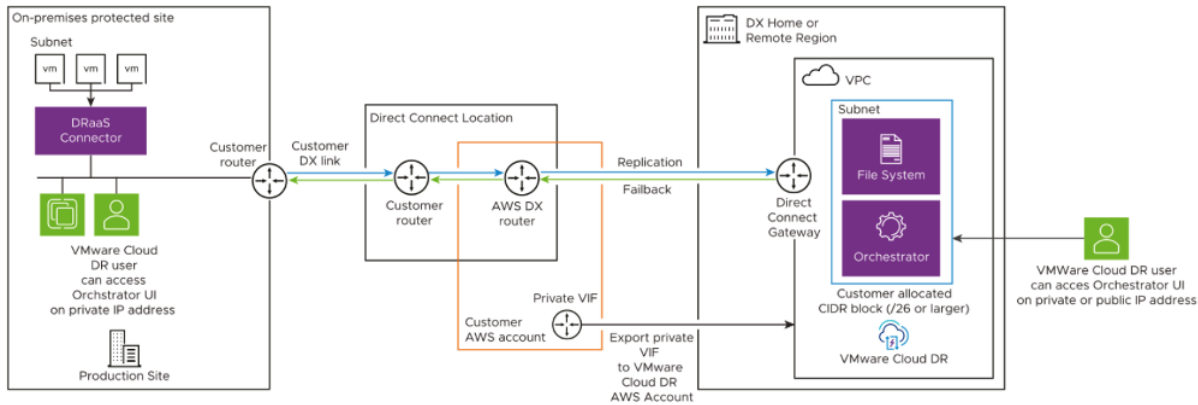 On-premises protected site
Subnet
vm
vm
vm
DRaaS
Connector
Customer
router
VMware Cloud
DR user
can access
Orchstrator UI
on private IP address
Production Site
Customer
DX link
Direct Connect Location
Customer
router
AWS DX
router
Private VIF
Customer
AWS account
Replication
Failback
Export private
VIF
to VMware
Cloud DR
AWS Account
DX Home or
Remote Region
Direct
Connect
Gateway
VPC
Subnet
File System
Orchestrator
Customer allocated
CIDR block (/26 or larger)
VMware Cloud DR
VMWare Cloud DR user
can acces Orchestrator UI
on private or public IP address